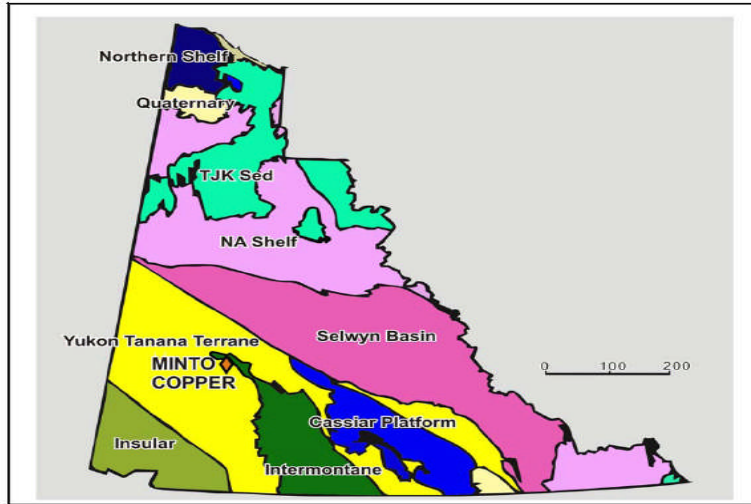 Northern Shelf
Quaternary
TJK Sed
NA Shelf
Selwyn Basin
Yukon Tanana Terrane
MINTO
COPPER
0 100 200
Cassiar Platform
Insular
Intermontane